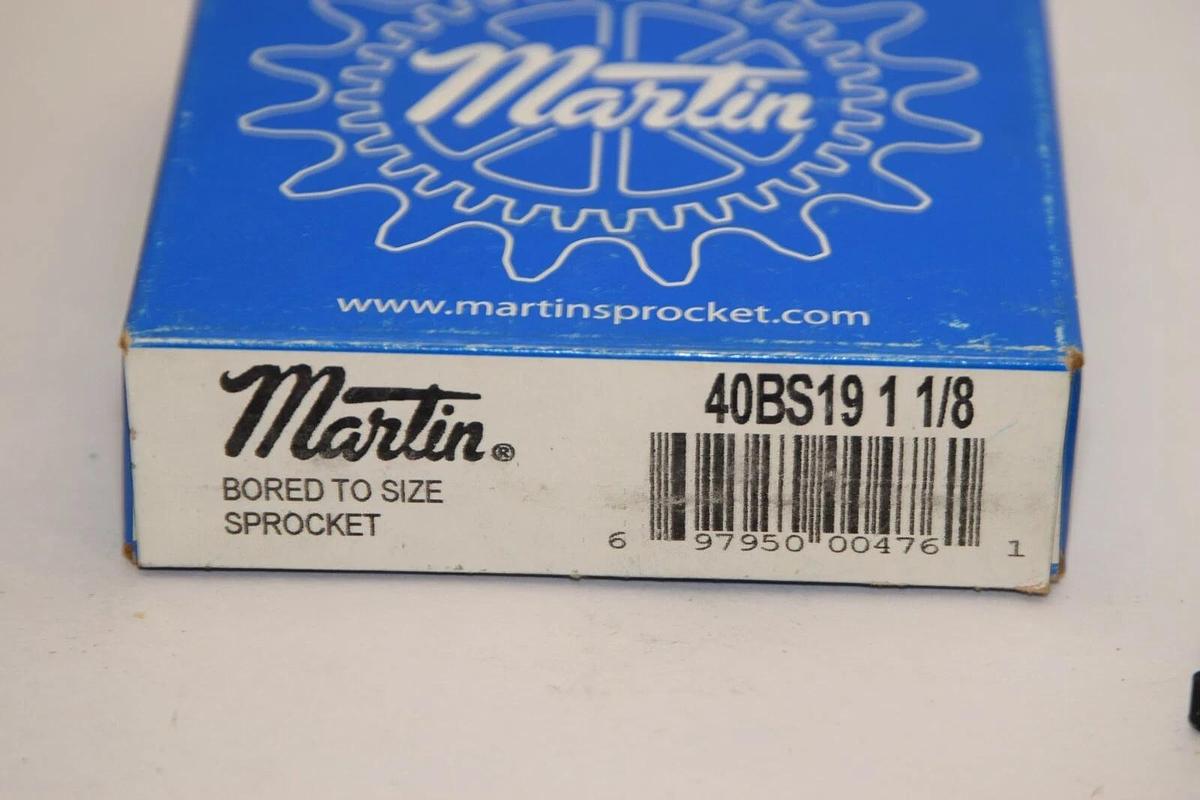 Martin
www.martinsprocket.com
Martin®
40BS19 1 1/8
BORED TO SIZE
SPROCKET
6 97950 00476 1